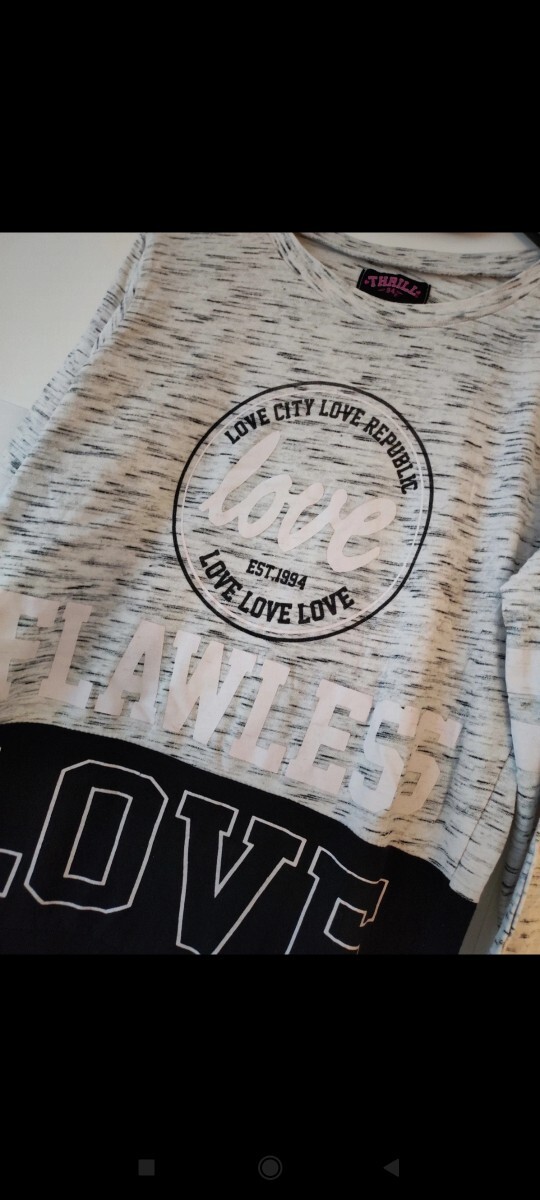 THRILL
LOVE CITY LOVE REPUBLIC
love
EST.1994
LOVE LOVE LOVE
FLAWLESS
LOVE